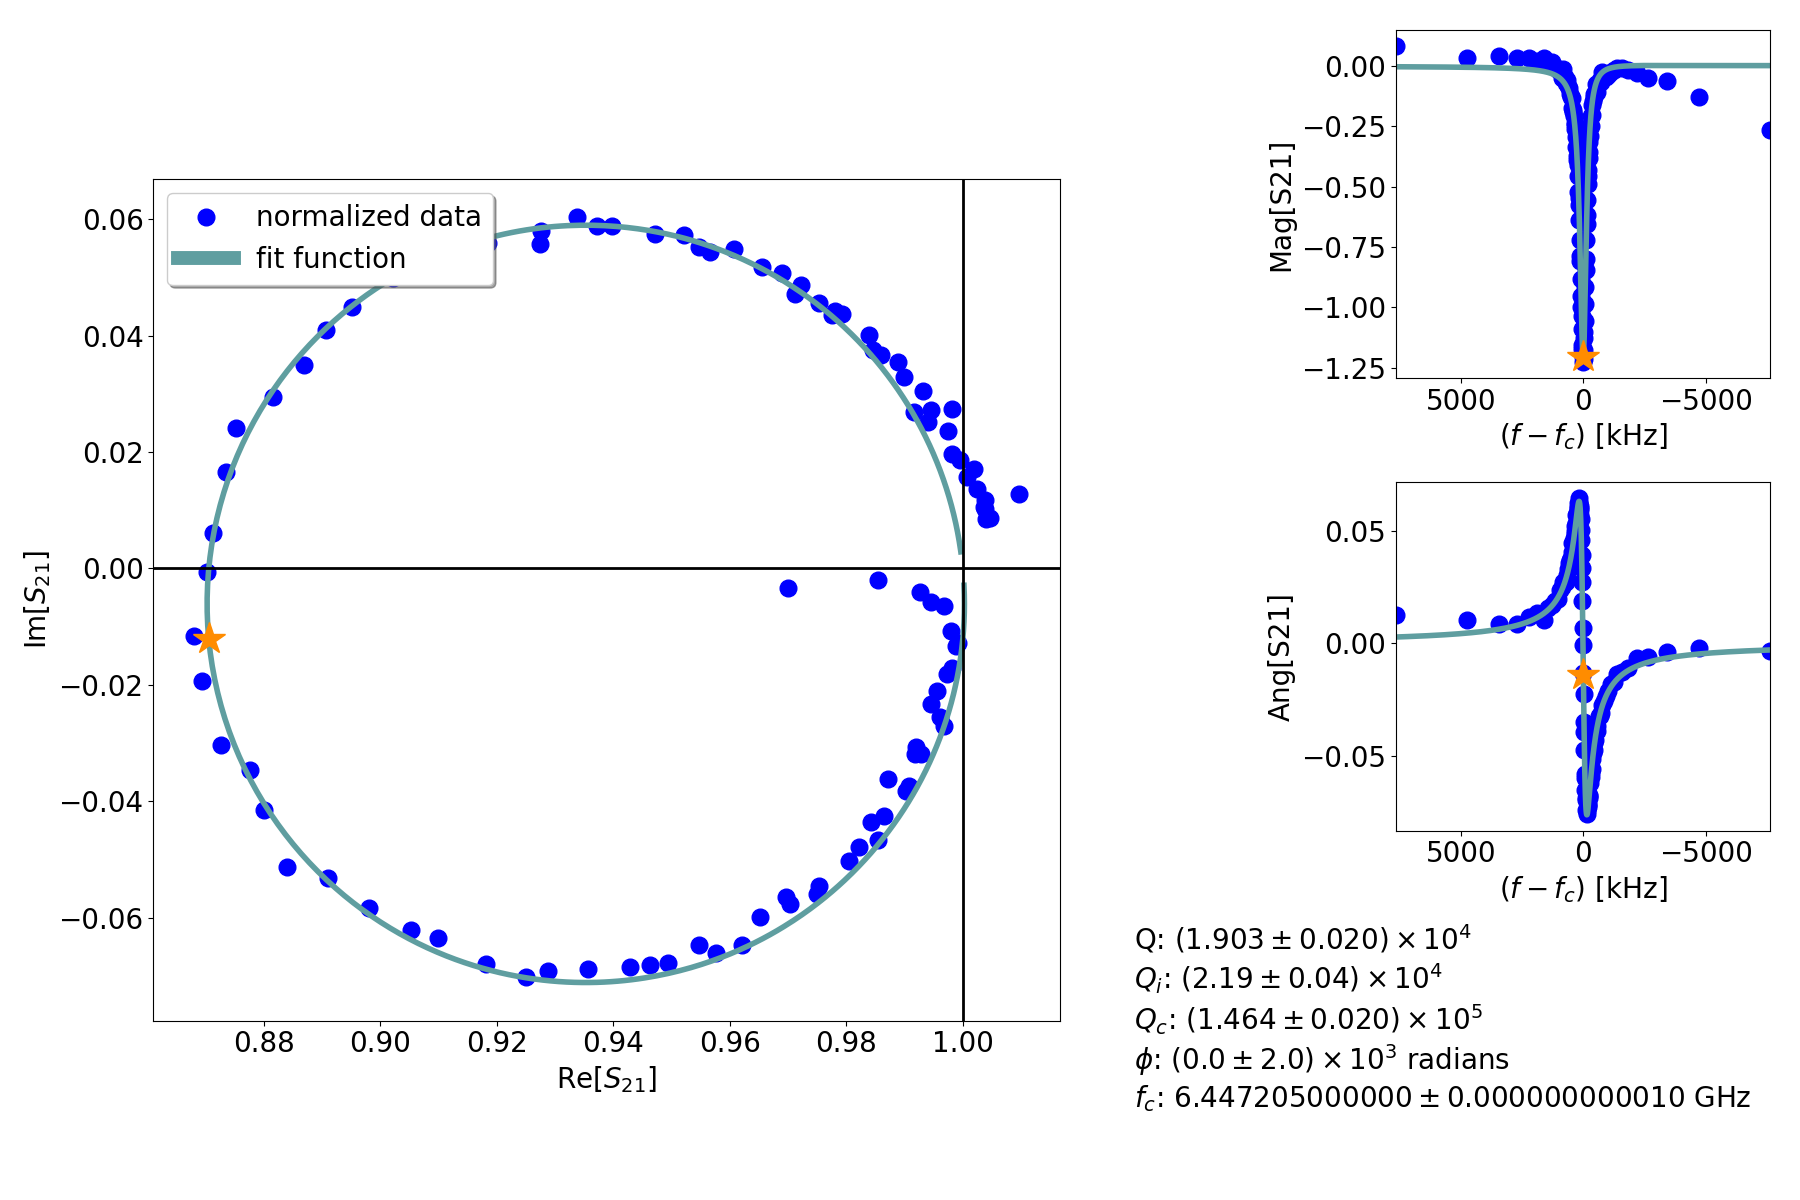 normalized data
fit function
0.06
0.04
0.02
0.00
−0.02
−0.04
−0.06
Im[S21]
0.88 0.90 0.92 0.94 0.96 0.98 1.00
Re[S21]
0.00
−0.25
−0.50
−0.75
−1.00
−1.25
Mag[S21]
5000 0 −5000
(f − fc) [kHz]
0.05
0.00
−0.05
Ang[S21]
5000 0 −5000
(f − fc) [kHz]
Q: (1.903 ± 0.020) × 10^4
Qi: (2.19 ± 0.04) × 10^4
Qc: (1.464 ± 0.020) × 10^5
ϕ: (0.0 ± 2.0) × 10^3 radians
fc: 6.447205000000 ± 0.000000000010 GHz